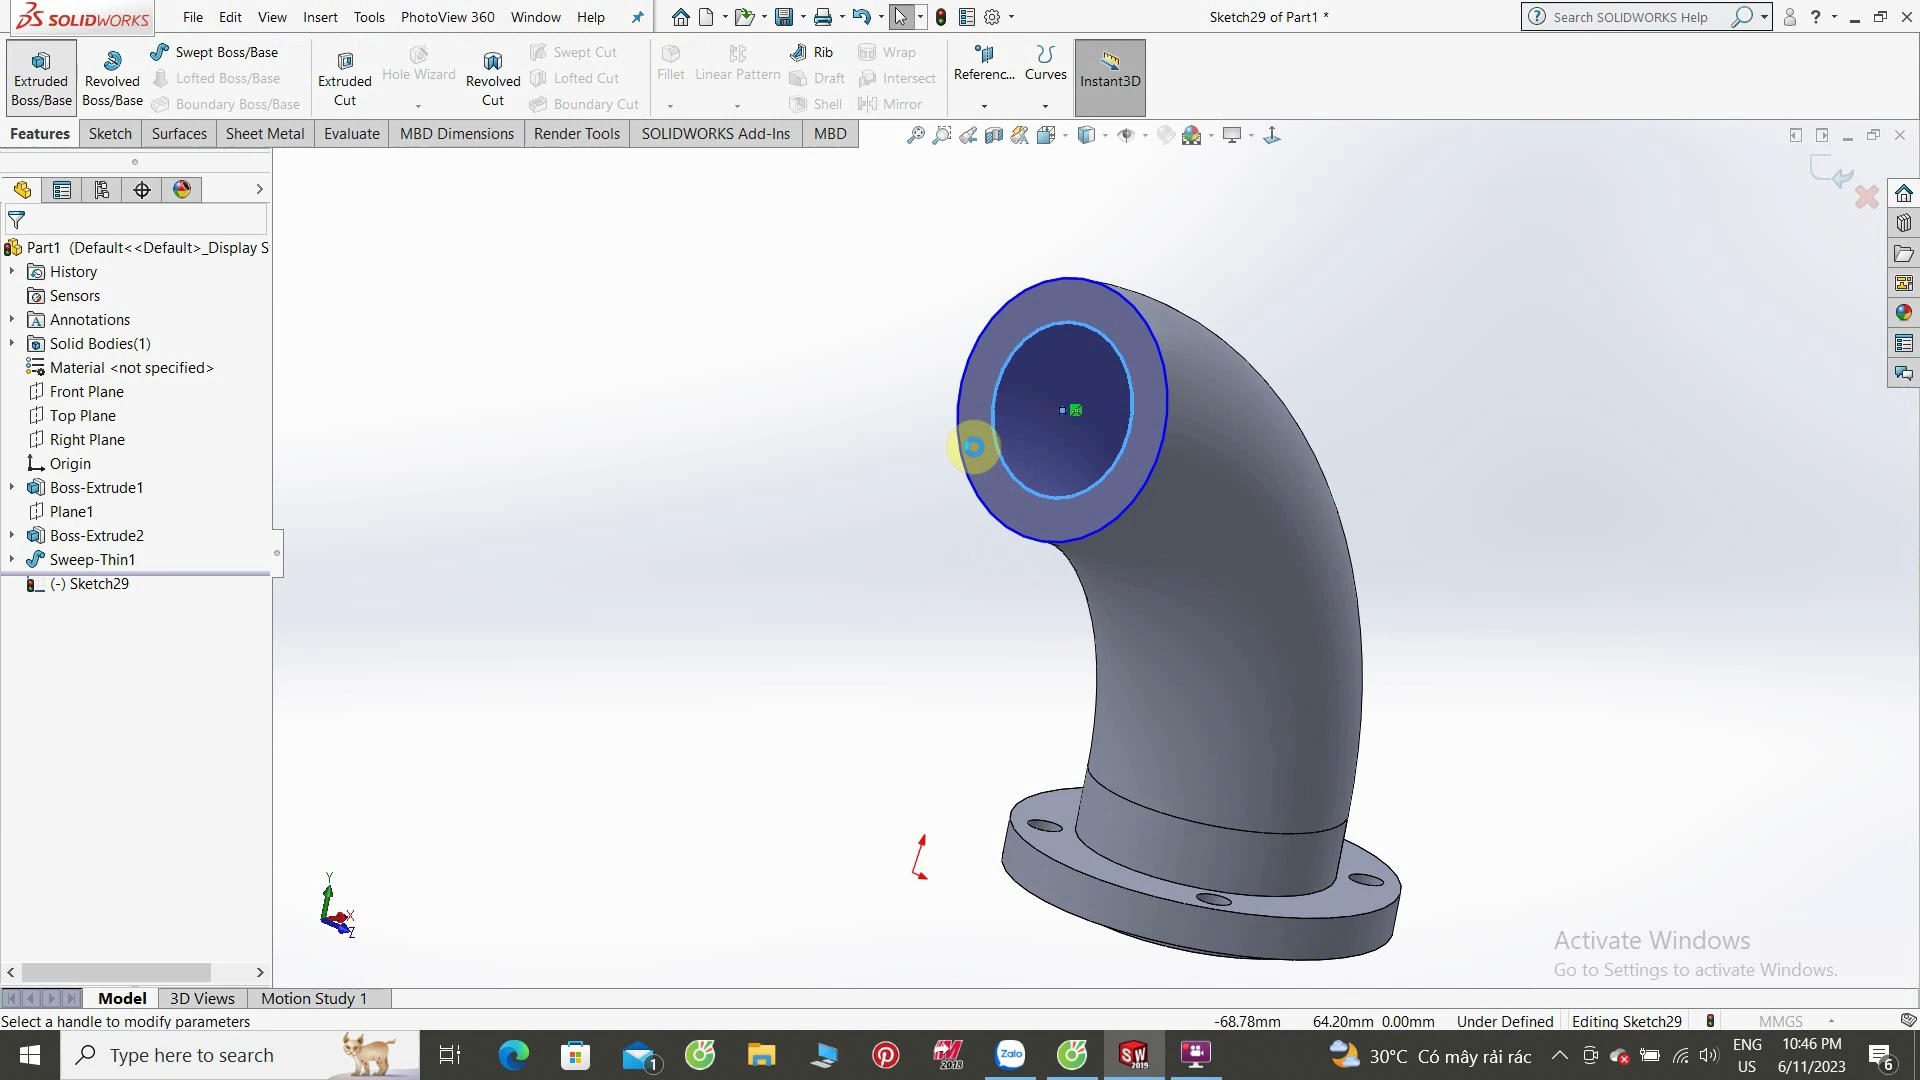 SOLIDWORKS
File Edit View Insert Tools PhotoView 360 Window Help
Sketch29 of Part1 *
Search SOLIDWORKS Help
Extruded Boss/Base
Revolved Boss/Base
Swept Boss/Base
Lofted Boss/Base
Boundary Boss/Base
Extruded Cut
Hole Wizard
Revolved Cut
Swept Cut
Lofted Cut
Boundary Cut
Fillet
Linear Pattern
Rib
Draft
Shell
Wrap
Intersect
Mirror
Referenc...
Curves
Instant3D
Features Sketch Surfaces Sheet Metal Evaluate MBD Dimensions Render Tools SOLIDWORKS Add-Ins MBD
Part1 (Default<<Default>_Display S
History
Sensors
Annotations
Solid Bodies(1)
Material <not specified>
Front Plane
Top Plane
Right Plane
Origin
Boss-Extrude1
Plane1
Boss-Extrude2
Sweep-Thin1
(-) Sketch29
Y
X
Z
Activate Windows
Go to Settings to activate Windows.
Model 3D Views Motion Study 1
Select a handle to modify parameters
-68.78mm 64.20mm 0.00mm Under Defined Editing Sketch29 MMGS
Type here to search
1
2018
Zalo
SW
2019
30°C Có mây rải rác
ENG
US
10:46 PM
6/11/2023
6